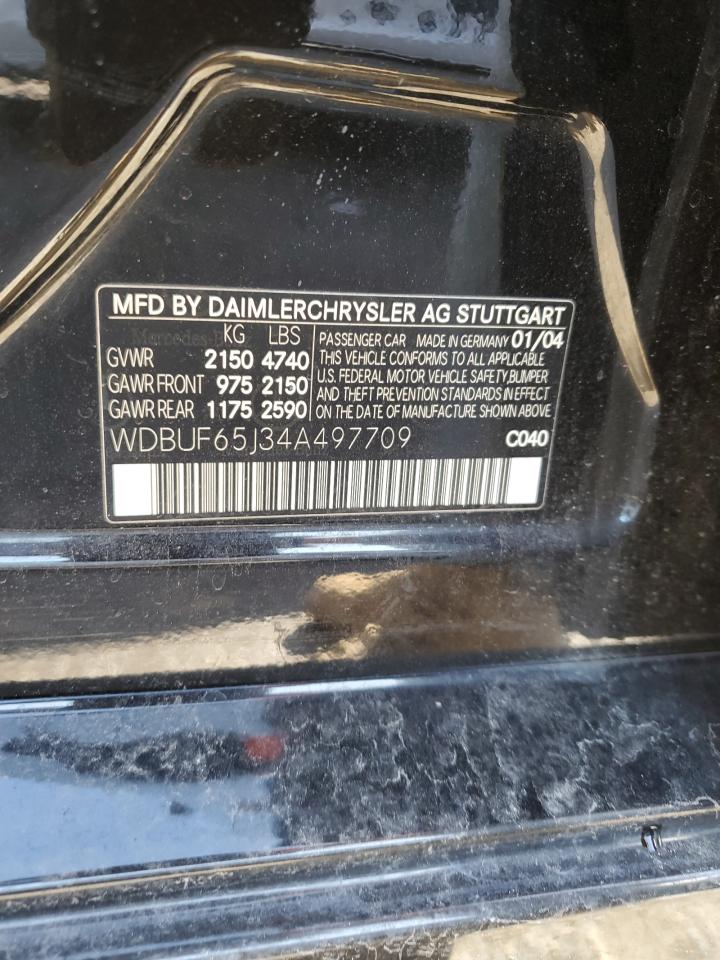 MFD BY DAIMLERCHRYSLER AG STUTTGART
KG LBS
GVWR 2150 4740
GAWR FRONT 975 2150
GAWR REAR 1175 2590
PASSENGER CAR MADE IN GERMANY 01/04
THIS VEHICLE CONFORMS TO ALL APPLICABLE
U.S. FEDERAL MOTOR VEHICLE SAFETY,BUMPER
AND THEFT PREVENTION STANDARDS IN EFFECT
ON THE DATE OF MANUFACTURE SHOWN ABOVE
WDBUF65J34A497709 C040